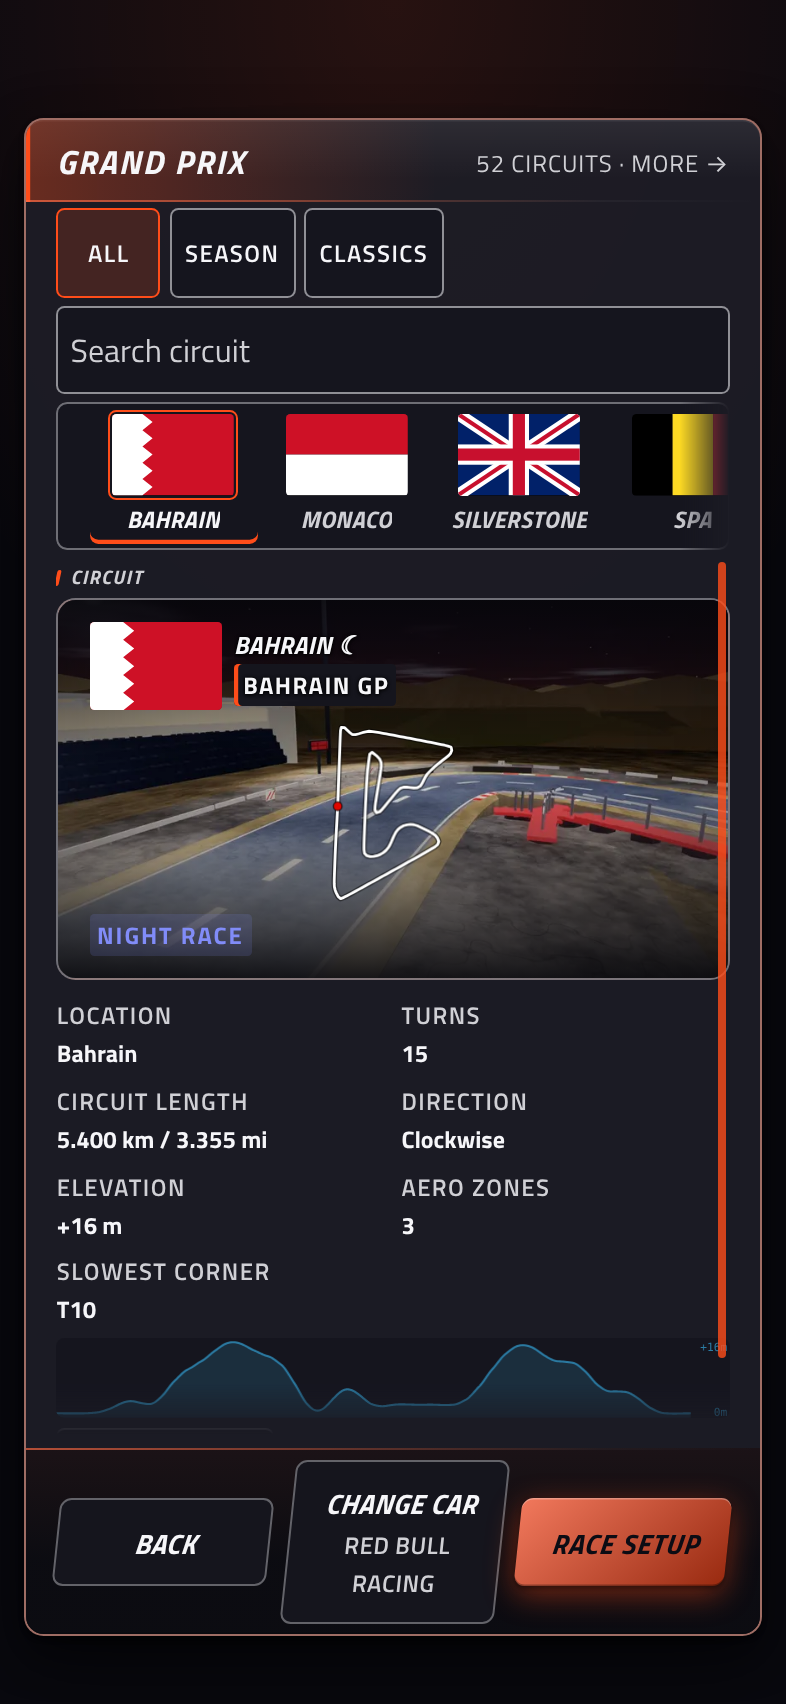 GRAND PRIX
52 CIRCUITS · MORE →
ALL
SEASON
CLASSICS
Search circuit
BAHRAIN
MONACO
SILVERSTONE
SPA
CIRCUIT
BAHRAIN ☾
BAHRAIN GP
NIGHT RACE
LOCATION
TURNS
Bahrain
15
CIRCUIT LENGTH
DIRECTION
5.400 km / 3.355 mi
Clockwise
ELEVATION
AERO ZONES
+16 m
3
SLOWEST CORNER
T10
+16m
0m
BACK
CHANGE CAR
RED BULL
RACING
RACE SETUP